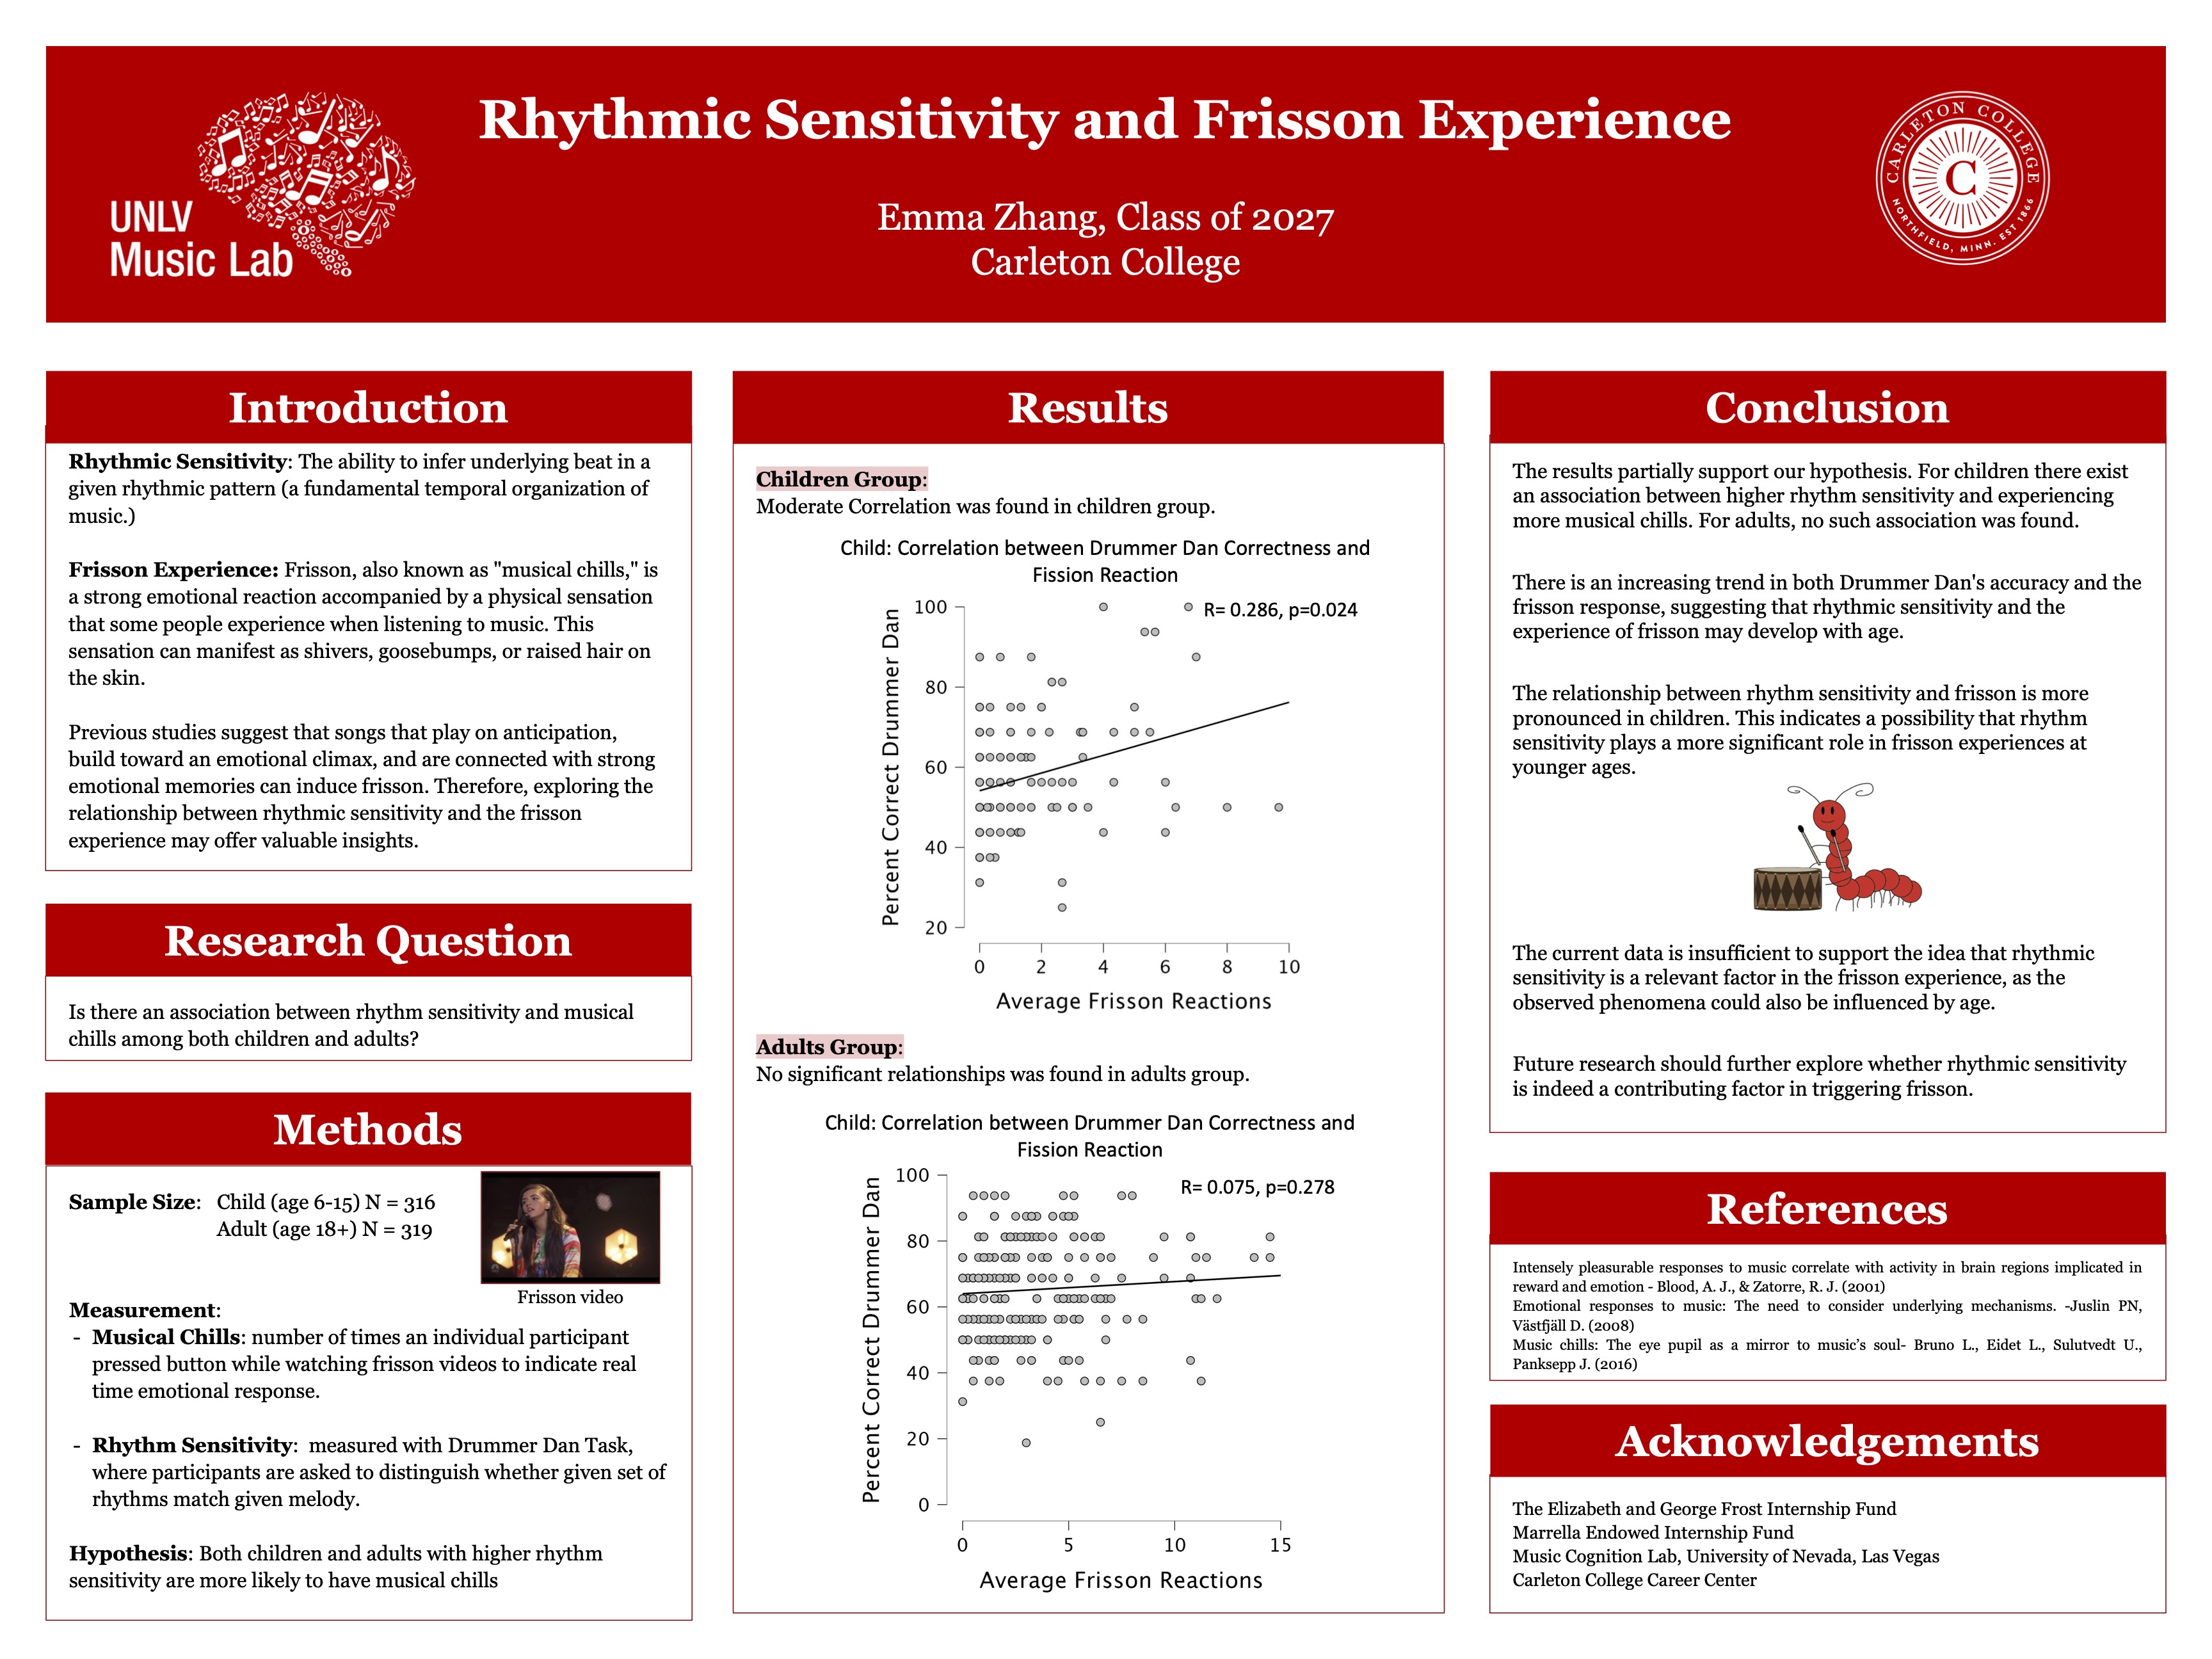 Rhythmic Sensitivity and Frisson Experience
Emma Zhang, Class of 2027
Carleton College
UNLV
Music Lab
CARLETON COLLEGE
C
NORTHFIELD, MINN. EST 1866
Introduction
Rhythmic Sensitivity: The ability to infer underlying beat in a
given rhythmic pattern (a fundamental temporal organization of
music.)
Frisson Experience: Frisson, also known as "musical chills," is
a strong emotional reaction accompanied by a physical sensation
that some people experience when listening to music. This
sensation can manifest as shivers, goosebumps, or raised hair on
the skin.
Previous studies suggest that songs that play on anticipation,
build toward an emotional climax, and are connected with strong
emotional memories can induce frisson. Therefore, exploring the
relationship between rhythmic sensitivity and the frisson
experience may offer valuable insights.
Research Question
Is there an association between rhythm sensitivity and musical
chills among both children and adults?
Methods
Sample Size: Child (age 6-15) N = 316
Adult (age 18+) N = 319
Frisson video
Measurement:
- Musical Chills: number of times an individual participant
pressed button while watching frisson videos to indicate real
time emotional response.
- Rhythm Sensitivity: measured with Drummer Dan Task,
where participants are asked to distinguish whether given set of
rhythms match given melody.
Hypothesis: Both children and adults with higher rhythm
sensitivity are more likely to have musical chills
Results
Children Group:
Moderate Correlation was found in children group.
Child: Correlation between Drummer Dan Correctness and
Fission Reaction
R= 0.286, p=0.024
Percent Correct Drummer Dan
100
80
60
40
20
0 2 4 6 8 10
Average Frisson Reactions
Adults Group:
No significant relationships was found in adults group.
Child: Correlation between Drummer Dan Correctness and
Fission Reaction
R= 0.075, p=0.278
Percent Correct Drummer Dan
100
80
60
40
20
0
0 5 10 15
Average Frisson Reactions
Conclusion
The results partially support our hypothesis. For children there exist
an association between higher rhythm sensitivity and experiencing
more musical chills. For adults, no such association was found.
There is an increasing trend in both Drummer Dan's accuracy and the
frisson response, suggesting that rhythmic sensitivity and the
experience of frisson may develop with age.
The relationship between rhythm sensitivity and frisson is more
pronounced in children. This indicates a possibility that rhythm
sensitivity plays a more significant role in frisson experiences at
younger ages.
The current data is insufficient to support the idea that rhythmic
sensitivity is a relevant factor in the frisson experience, as the
observed phenomena could also be influenced by age.
Future research should further explore whether rhythmic sensitivity
is indeed a contributing factor in triggering frisson.
References
Intensely pleasurable responses to music correlate with activity in brain regions implicated in
reward and emotion - Blood, A. J., & Zatorre, R. J. (2001)
Emotional responses to music: The need to consider underlying mechanisms. -Juslin PN,
Västfjäll D. (2008)
Music chills: The eye pupil as a mirror to music’s soul- Bruno L., Eidet L., Sulutvedt U.,
Panksepp J. (2016)
Acknowledgements
The Elizabeth and George Frost Internship Fund
Marrella Endowed Internship Fund
Music Cognition Lab, University of Nevada, Las Vegas
Carleton College Career Center